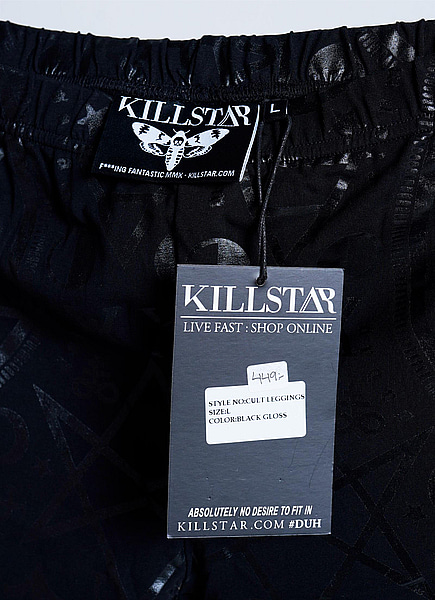 KILLSTAR L
F***ING FANTASTIC MMX - KILLSTAR.COM
KILLSTAR
LIVE FAST : SHOP ONLINE
449:-
STYLE NO:CULT LEGGINGS
SIZE:L
COLOR:BLACK GLOSS
ABSOLUTELY NO DESIRE TO FIT IN
KILLSTAR.COM #DUH